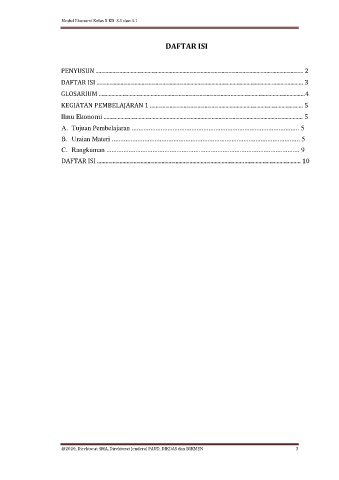 Modul Ekonomi Kelas X KD 3.1 dan 4.1
DAFTAR ISI
PENYUSUN ........................................ 2
DAFTAR ISI ........................................ 3
GLOSARIUM ........................................ 4
KEGIATAN PEMBELAJARAN 1 ........................................ 5
Ilmu Ekonomi ........................................ 5
A. Tujuan Pembelajaran ........................................ 5
B. Uraian Materi ........................................ 5
C. Rangkuman ........................................ 9
DAFTAR ISI ........................................ 10
@2020, Direktorat SMA, Direktorat Jenderal PAUD, DIKDAS dan DIKMEN 3